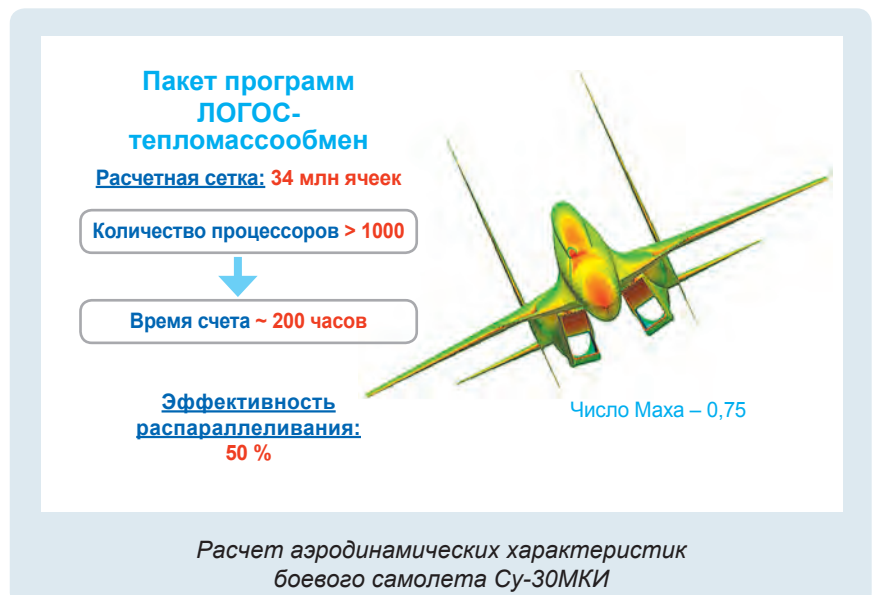 Пакет программ
ЛОГОС-
тепломассообмен
Расчетная сетка: 34 млн ячеек
Количество процессоров > 1000
Время счета ~ 200 часов
Эффективность
распараллеливания:
50 %
Число Маха – 0,75
Расчет аэродинамических характеристик
боевого самолета Су-30МКИ